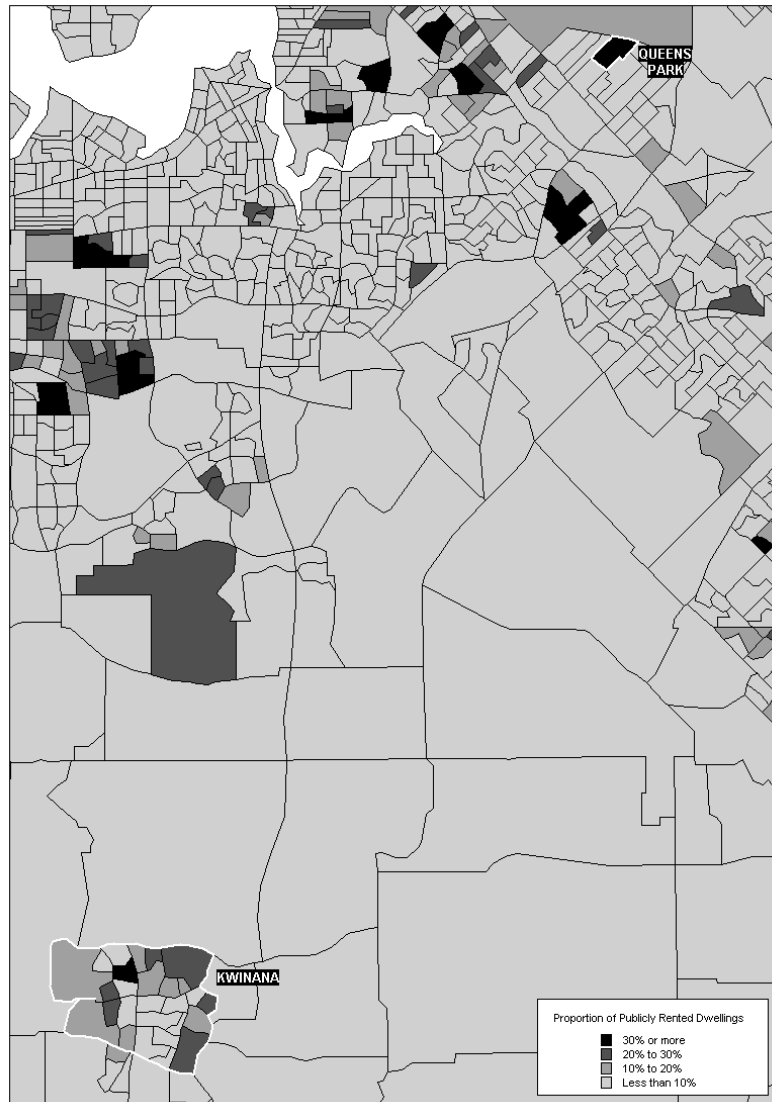 QUEENS
PARK
KWINANA
Proportion of Publicly Rented Dwellings
30% or more
20% to 30%
10% to 20%
Less than 10%